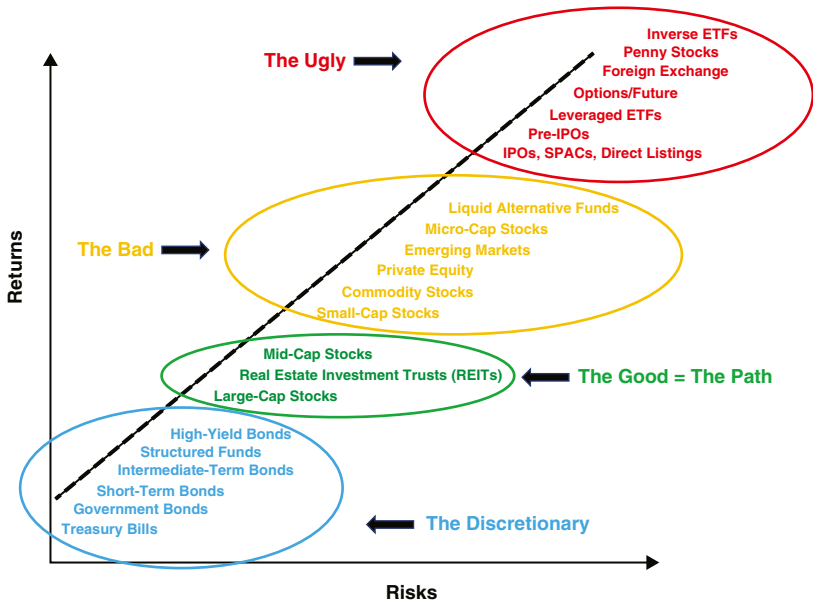 Inverse ETFs
The Ugly
Penny Stocks
Foreign Exchange
Options/Future
Leveraged ETFs
Pre-IPOs
IPOs, SPACs, Direct Listings
Liquid Alternative Funds
Micro-Cap Stocks
The Bad
Emerging Markets
Private Equity
Commodity Stocks
Small-Cap Stocks
Mid-Cap Stocks
Real Estate Investment Trusts (REITs)
The Good = The Path
Large-Cap Stocks
High-Yield Bonds
Structured Funds
Intermediate-Term Bonds
Short-Term Bonds
Government Bonds
The Discretionary
Treasury Bills
Returns
Risks